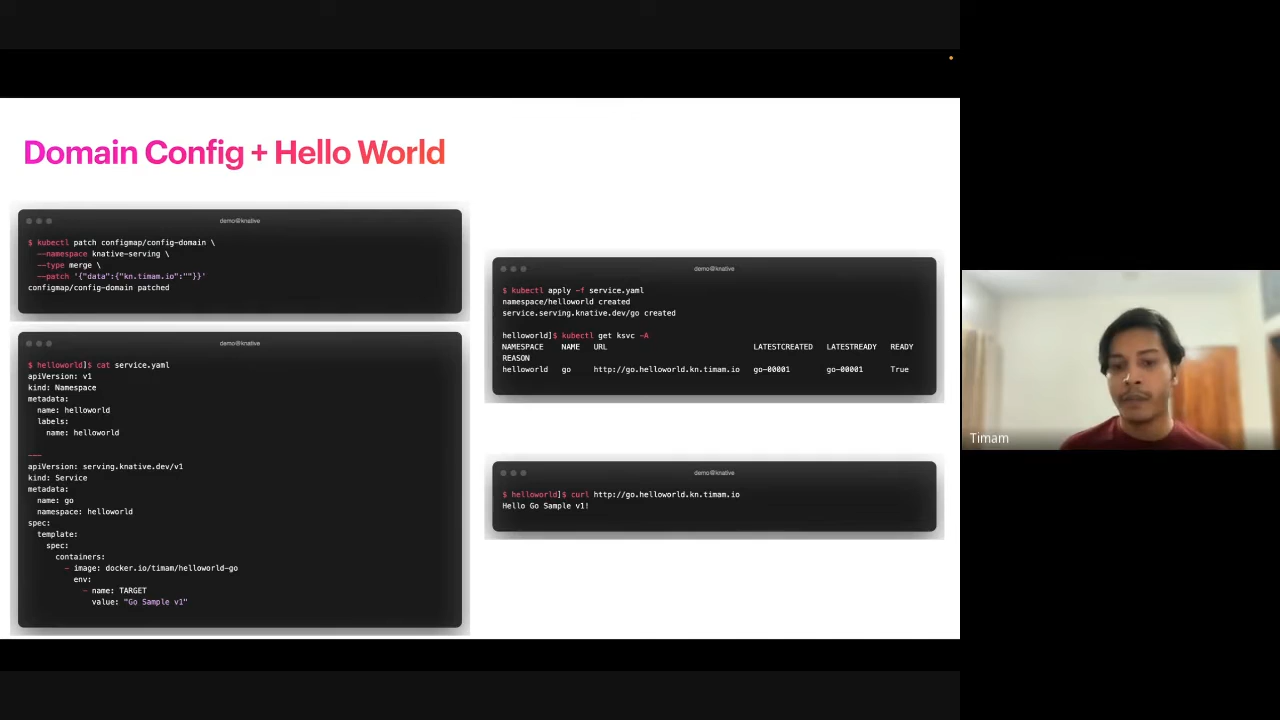 Domain Config + Hello World
demo@knative
$ kubectl patch configmap/config-domain \
--namespace knative-serving \
--type merge \
--patch '{"data":{"kn.timam.io":""}}'
configmap/config-domain patched
demo@knative
$ helloworld]$ cat service.yaml
apiVersion: v1
kind: Namespace
metadata:
  name: helloworld
  labels:
    name: helloworld
---
apiVersion: serving.knative.dev/v1
kind: Service
metadata:
  name: go
  namespace: helloworld
spec:
  template:
    spec:
      containers:
        - image: docker.io/timam/helloworld-go
          env:
            - name: TARGET
              value: "Go Sample v1"
demo@knative
$ kubectl apply -f service.yaml
namespace/helloworld created
service.serving.knative.dev/go created
helloworld]$ kubectl get ksvc -A
NAMESPACE NAME URL LATESTCREATED LATESTREADY READY
REASON
helloworld go http://go.helloworld.kn.timam.io go-00001 go-00001 True
demo@knative
$ helloworld]$ curl http://go.helloworld.kn.timam.io
Hello Go Sample v1!
Timam